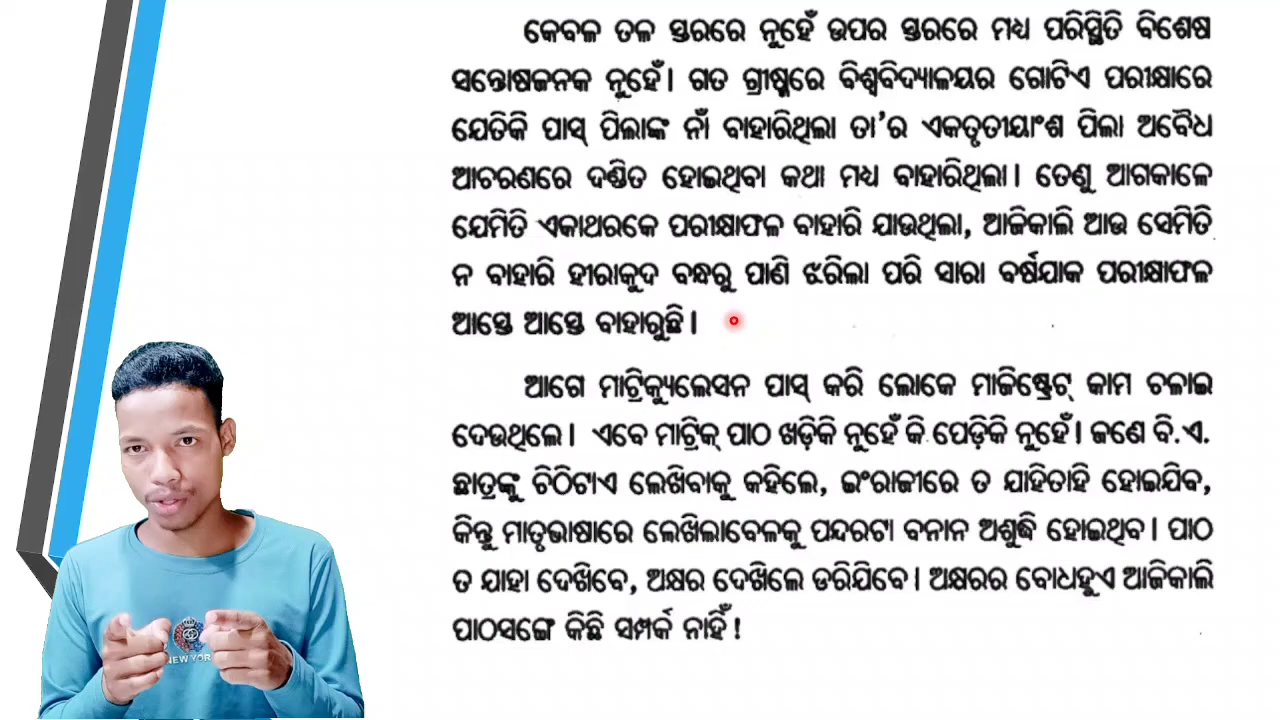 କେବଳ ତଳ ସ୍ତରରେ ନୁହେଁ ଉପର ସ୍ତରରେ ମଧ୍ୟ ପରିସ୍ଥିତି ବିଶେଷ
ସନ୍ତୋଷଜନକ ନୁହେଁ। ଗତ ଗ୍ରୀଷ୍ମରେ ବିଶ୍ୱବିଦ୍ୟାଳୟର ଗୋଟିଏ ପରୀକ୍ଷାରେ
ଯେତିକି ପାସ୍ ପିଲାଙ୍କ ନାଁ ବାହାରିଥିଲା ତା’ର ଏକତୃତୀୟାଂଶ ପିଲା ଅବୈଧ
ଆଚରଣରେ ଦଣ୍ଡିତ ହୋଇଥିବା କଥା ମଧ୍ୟ ବାହାରିଥିଲା। ତେଣୁ ଆଗକାଳେ
ଯେମିତି ଏକାଥରକେ ପରୀକ୍ଷାଫଳ ବାହାରି ଯାଉଥିଲା, ଆଜିକାଲି ଆଉ ସେମିତି
ନ ବାହାରି ହୀରାକୁଦ ବନ୍ଧରୁ ପାଣି ଝରିଲା ପରି ସାରା ବର୍ଷଯାକ ପରୀକ୍ଷାଫଳ
ଆସ୍ତେ ଆସ୍ତେ ବାହାରୁଛି।
ଆଗେ ମାଟ୍ରିକ୍ୟୁଲେସନ ପାସ୍ କରି ଲୋକେ ମାଜିଷ୍ଟ୍ରେଟ୍ କାମ ଚଳାଇ
ଦେଉଥିଲେ। ଏବେ ମାଟ୍ରିକ୍ ପାଠ ଖଡ଼ିକି ନୁହେଁ କି ପେଡ଼ିକି ନୁହେଁ। ଜଣେ ବି.ଏ.
ଛାତ୍ରଙ୍କୁ ଚିଠିଟାଏ ଲେଖିବାକୁ କହିଲେ, ଇଂରାଜୀରେ ତ ଯାହିତାହି ହୋଇଯିବ,
କିନ୍ତୁ ମାତୃଭାଷାରେ ଲେଖିଲାବେଳକୁ ପନ୍ଦରଟା ବନାନ ଅଶୁଦ୍ଧି ହୋଇଥିବ। ପାଠ
ତ ଯାହା ଦେଖିବେ, ଅକ୍ଷର ଦେଖିଲେ ଡରିଯିବେ। ଅକ୍ଷରର ବୋଧହୁଏ ଆଜିକାଲି
ପାଠସଙ୍ଗେ କିଛି ସମ୍ପର୍କ ନାହିଁ!
NEW YOR